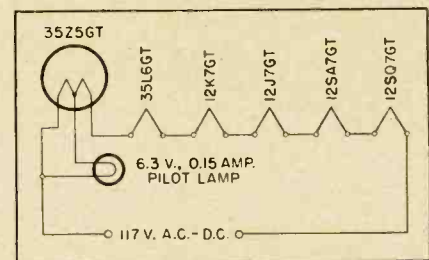 35Z5GT
35L6GT
12K7GT
12J7GT
12SA7GT
12SQ7GT
6.3 V., 0.15 AMP.
PILOT LAMP
117 V. A.C.-D.C.